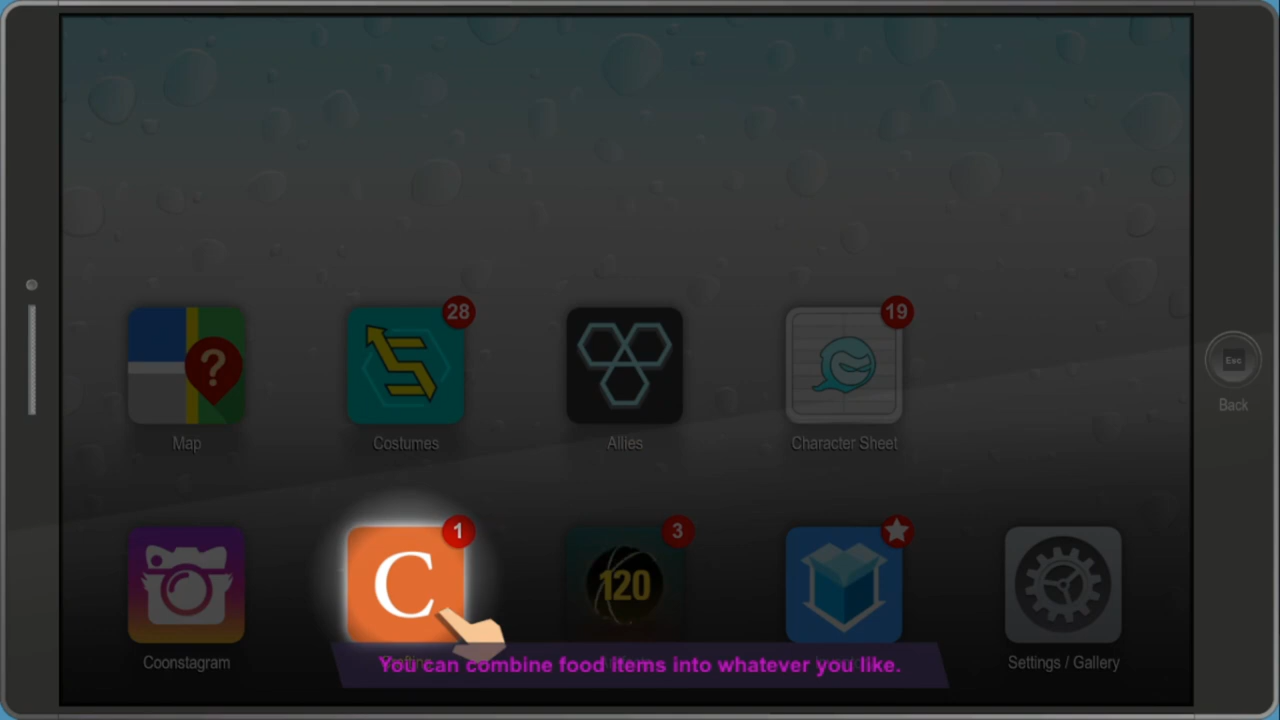 28
19
?
Map
Costumes
Allies
Character Sheet
Esc
Back
1
3
C
120
Coonstagram
You can combine food items into whatever you like.
Settings / Gallery